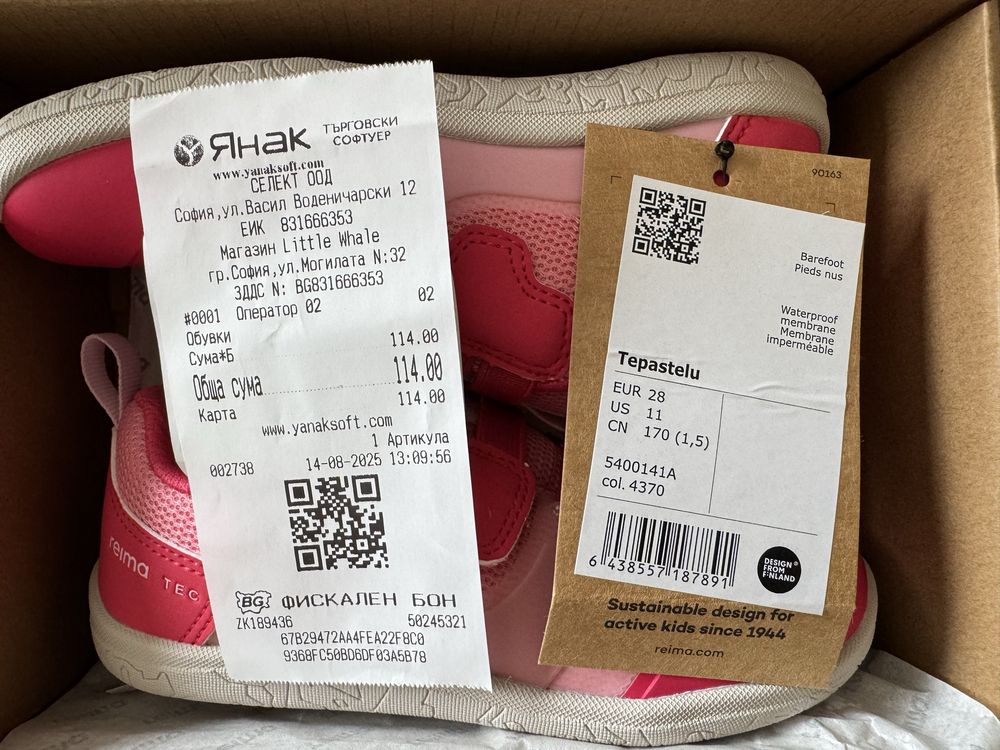 Янак ТЪРГОВСКИ
СОФТУЕР
www.yanaksoft.com
СЕЛЕКТ ООД
София,ул.Васил Воденичарски 12
ЕИК 831666353
Магазин Little Whale
гр.София,ул.Могилата N:32
ЗДДС N: BG831666353
#0001 Оператор 02 02
Обувки
Сума*Б 114.00
Обща сума 114.00
Карта 114.00
www.yanaksoft.com
1 Артикула
002738 14-08-2025 13:09:56
BG ФИСКАЛЕН БОН
ZK189436 50245321
67B29472AA4FEA22F8C0
9368FC50BD6DF03A5B78
reima TEC
90163
Barefoot
Pieds nus
Waterproof
membrane
Membrane
imperméable
Tepastelu
EUR 28
US 11
CN 170 (1,5)
5400141A
col. 4370
6 438557 187891
DESIGN
FROM
FINLAND
Sustainable design for
active kids since 1944
reima.com